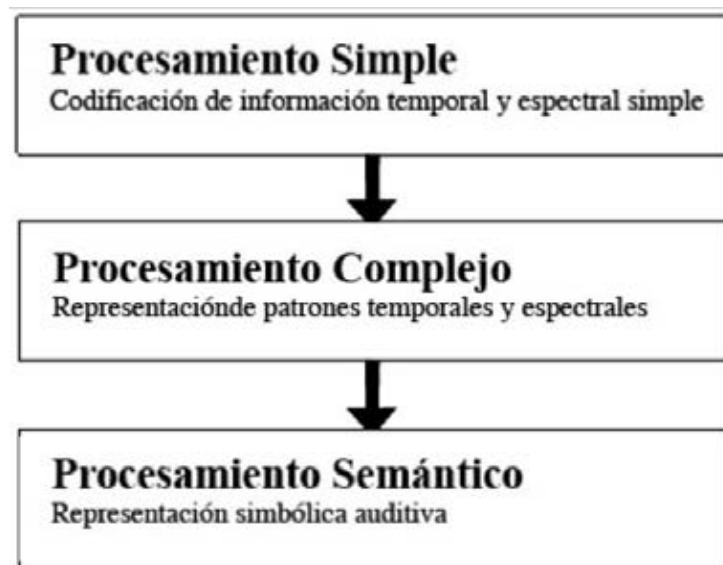 Procesamiento Simple
Codificación de información temporal y espectral simple
Procesamiento Complejo
Representaciónde patrones temporales y espectrales
Procesamiento Semántico
Representación simbólica auditiva